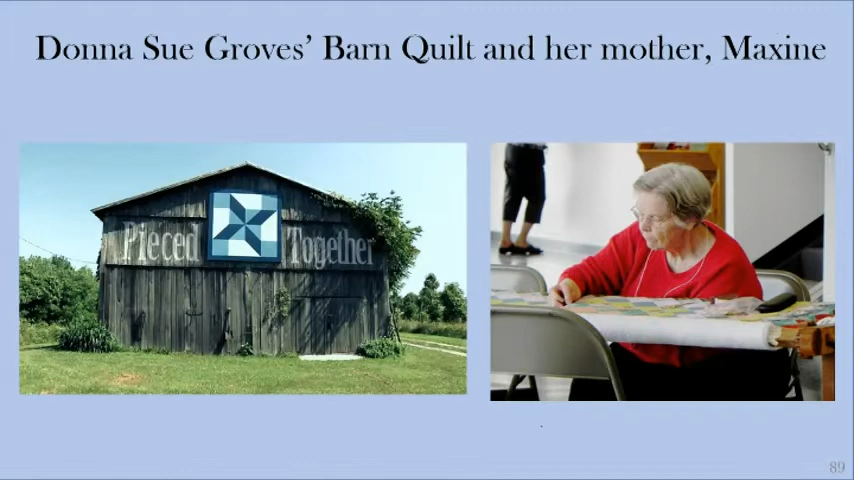 Donna Sue Groves’ Barn Quilt and her mother, Maxine
Pieced Together
89